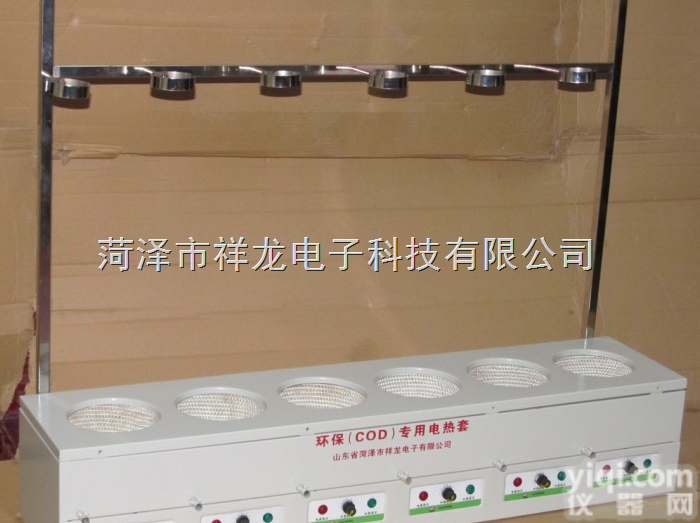 菏泽市祥龙电子科技有限公司
环保(COD)专用电热套
山东省菏泽市祥龙电子有限公司
yiqi.com
仪器网